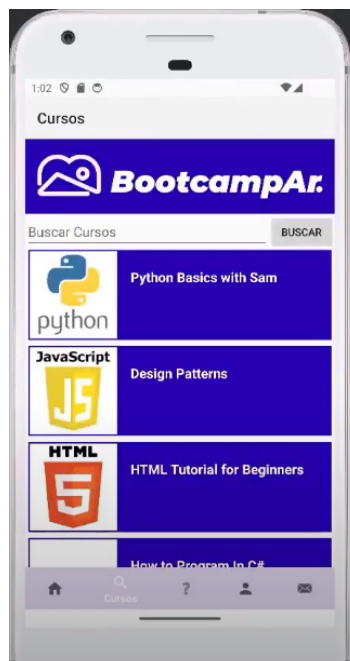 1:02
Cursos
BootcampAr.
Buscar Cursos BUSCAR
Python Basics with Sam
python
JavaScript
JS
Design Patterns
HTML
5
HTML Tutorial for Beginners
How to Program In C#
?
Cursos